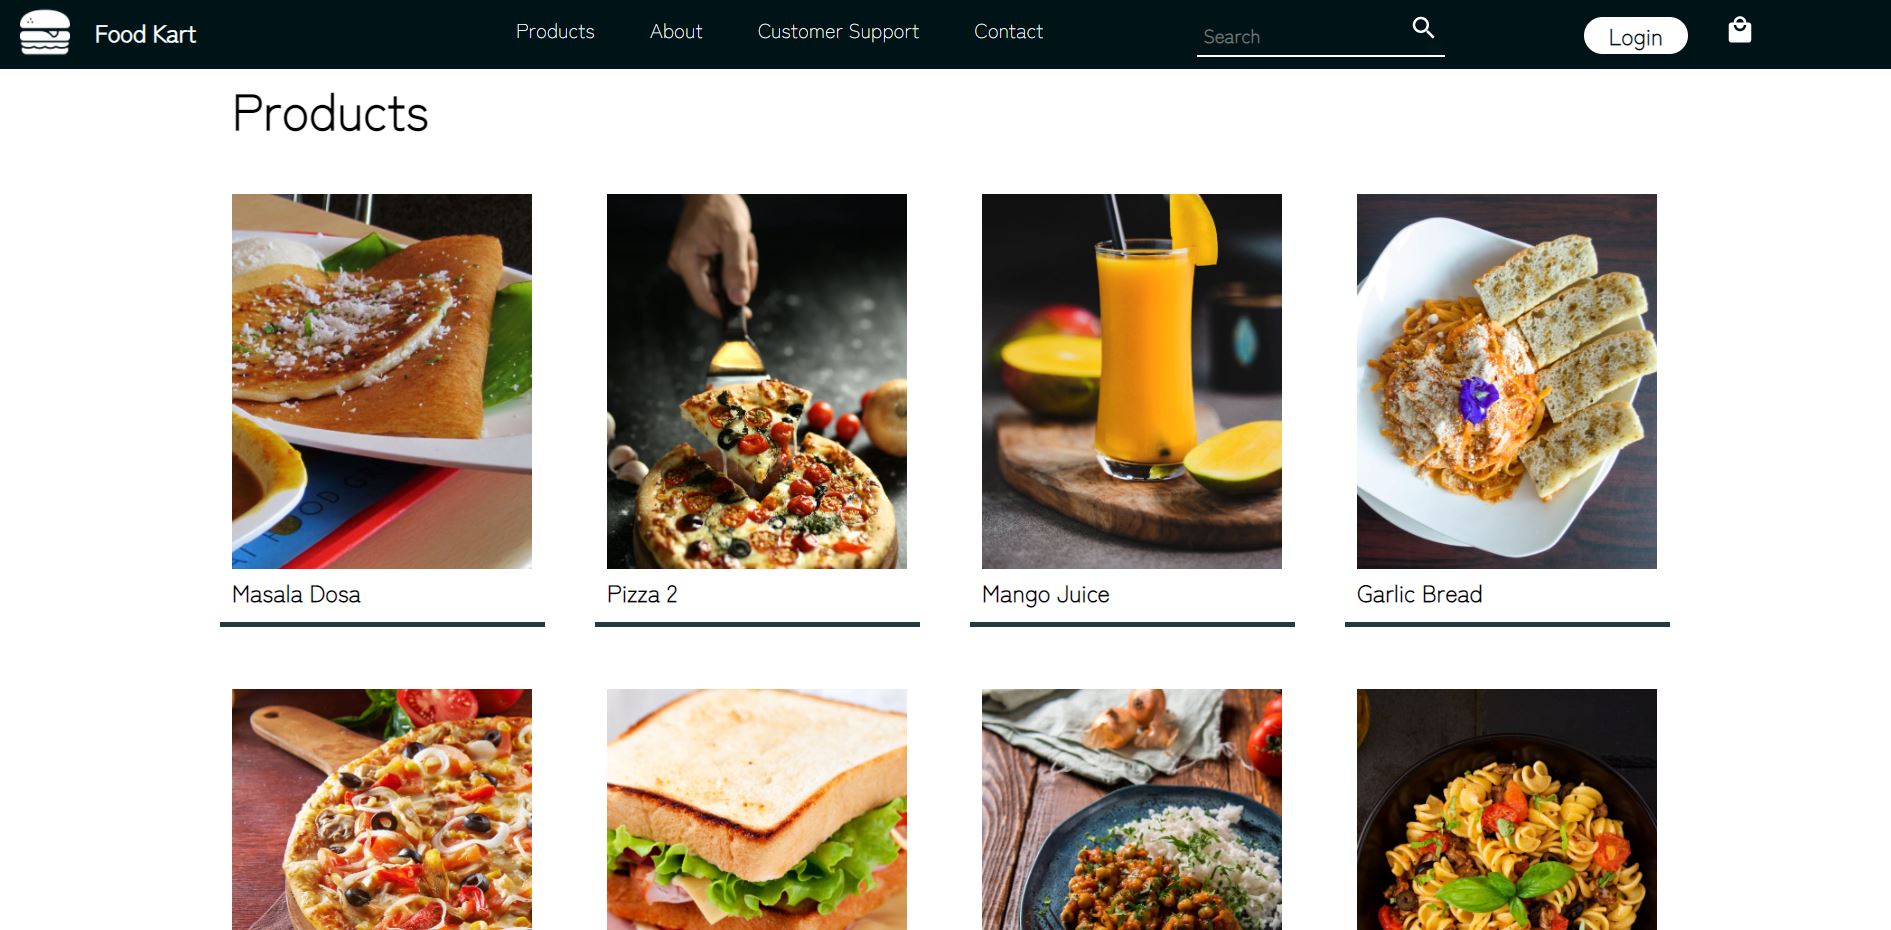 Food Kart
Products
About
Customer Support
Contact
Search
Login
Products
Masala Dosa
Pizza 2
Mango Juice
Garlic Bread